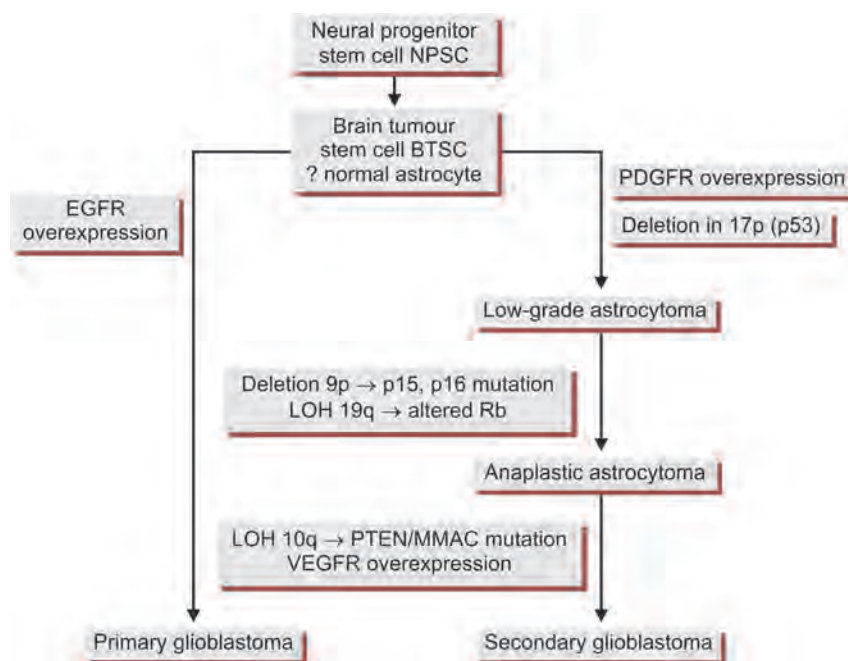 Neural progenitor
stem cell NPSC
Brain tumour
stem cell BTSC
? normal astrocyte
EGFR
overexpression
PDGFR overexpression
Deletion in 17p (p53)
Low-grade astrocytoma
Deletion 9p → p15, p16 mutation
LOH 19q → altered Rb
Anaplastic astrocytoma
LOH 10q → PTEN/MMAC mutation
VEGFR overexpression
Primary glioblastoma
Secondary glioblastoma